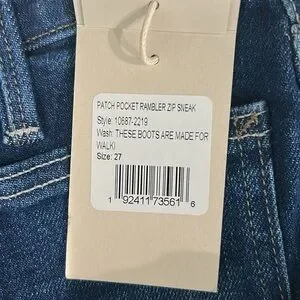 PATCH POCKET RAMBLER ZIP SNEAK
Style: 10687-2219
Wash: THESE BOOTS ARE MADE FOR
WALKI
Size: 27
1 92411 73561 6